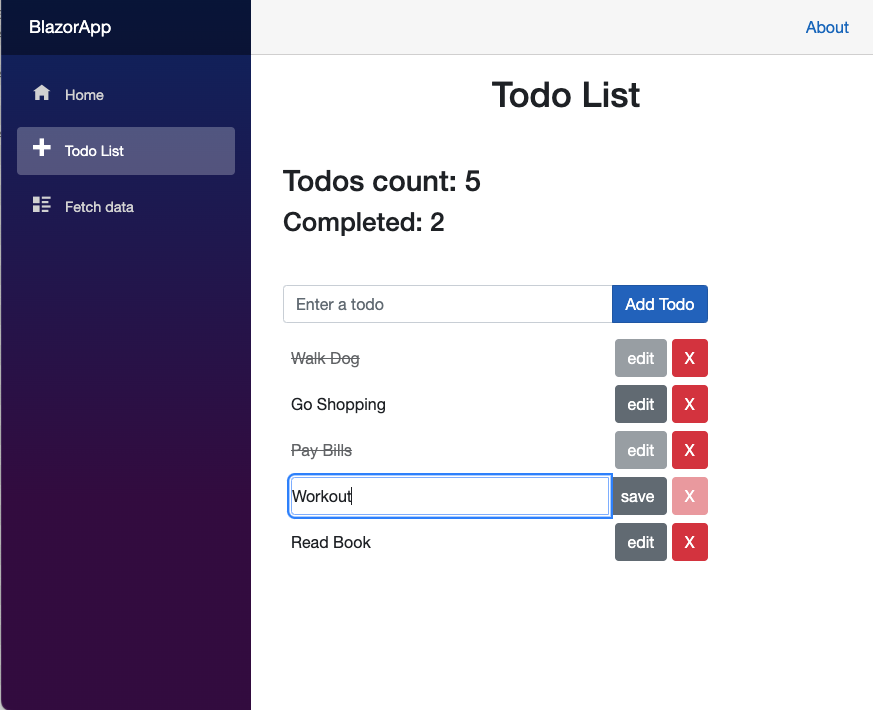 BlazorApp
About
Home
Todo List
Fetch data
Todo List
Todos count: 5
Completed: 2
Enter a todo Add Todo
Walk Dog edit X
Go Shopping edit X
Pay Bills edit X
Workout save X
Read Book edit X